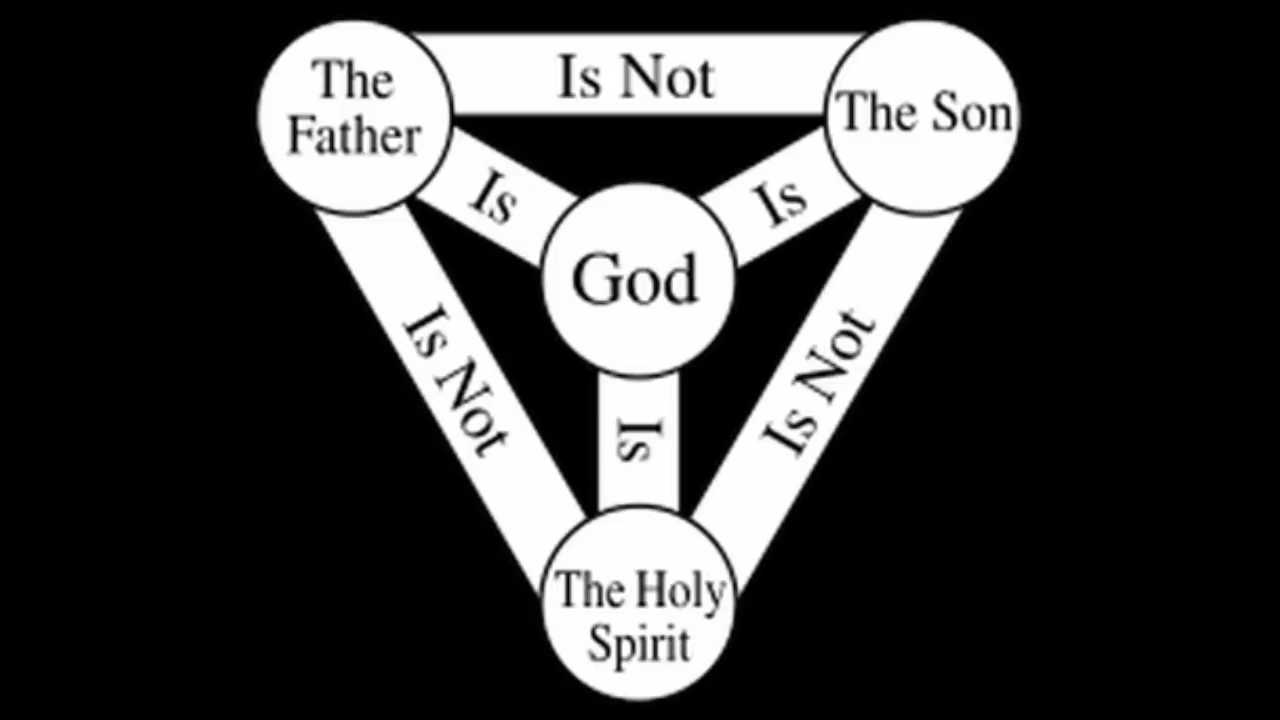 The
Father
Is Not
The Son
Is
Is
God
Is Not
Is
Is Not
The Holy
Spirit